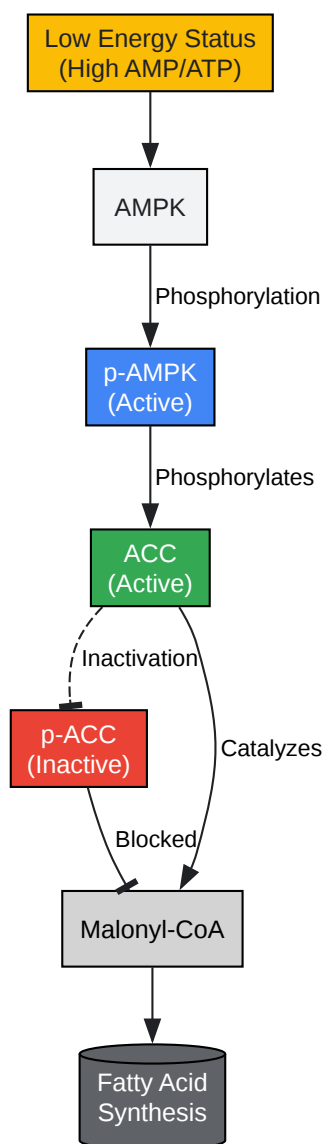 Low Energy Status
(High AMP/ATP)
AMPK
Phosphorylation
p-AMPK
(Active)
Phosphorylates
ACC
(Active)
Inactivation
p-ACC
(Inactive)
Catalyzes
Blocked
Malonyl-CoA
Fatty Acid
Synthesis